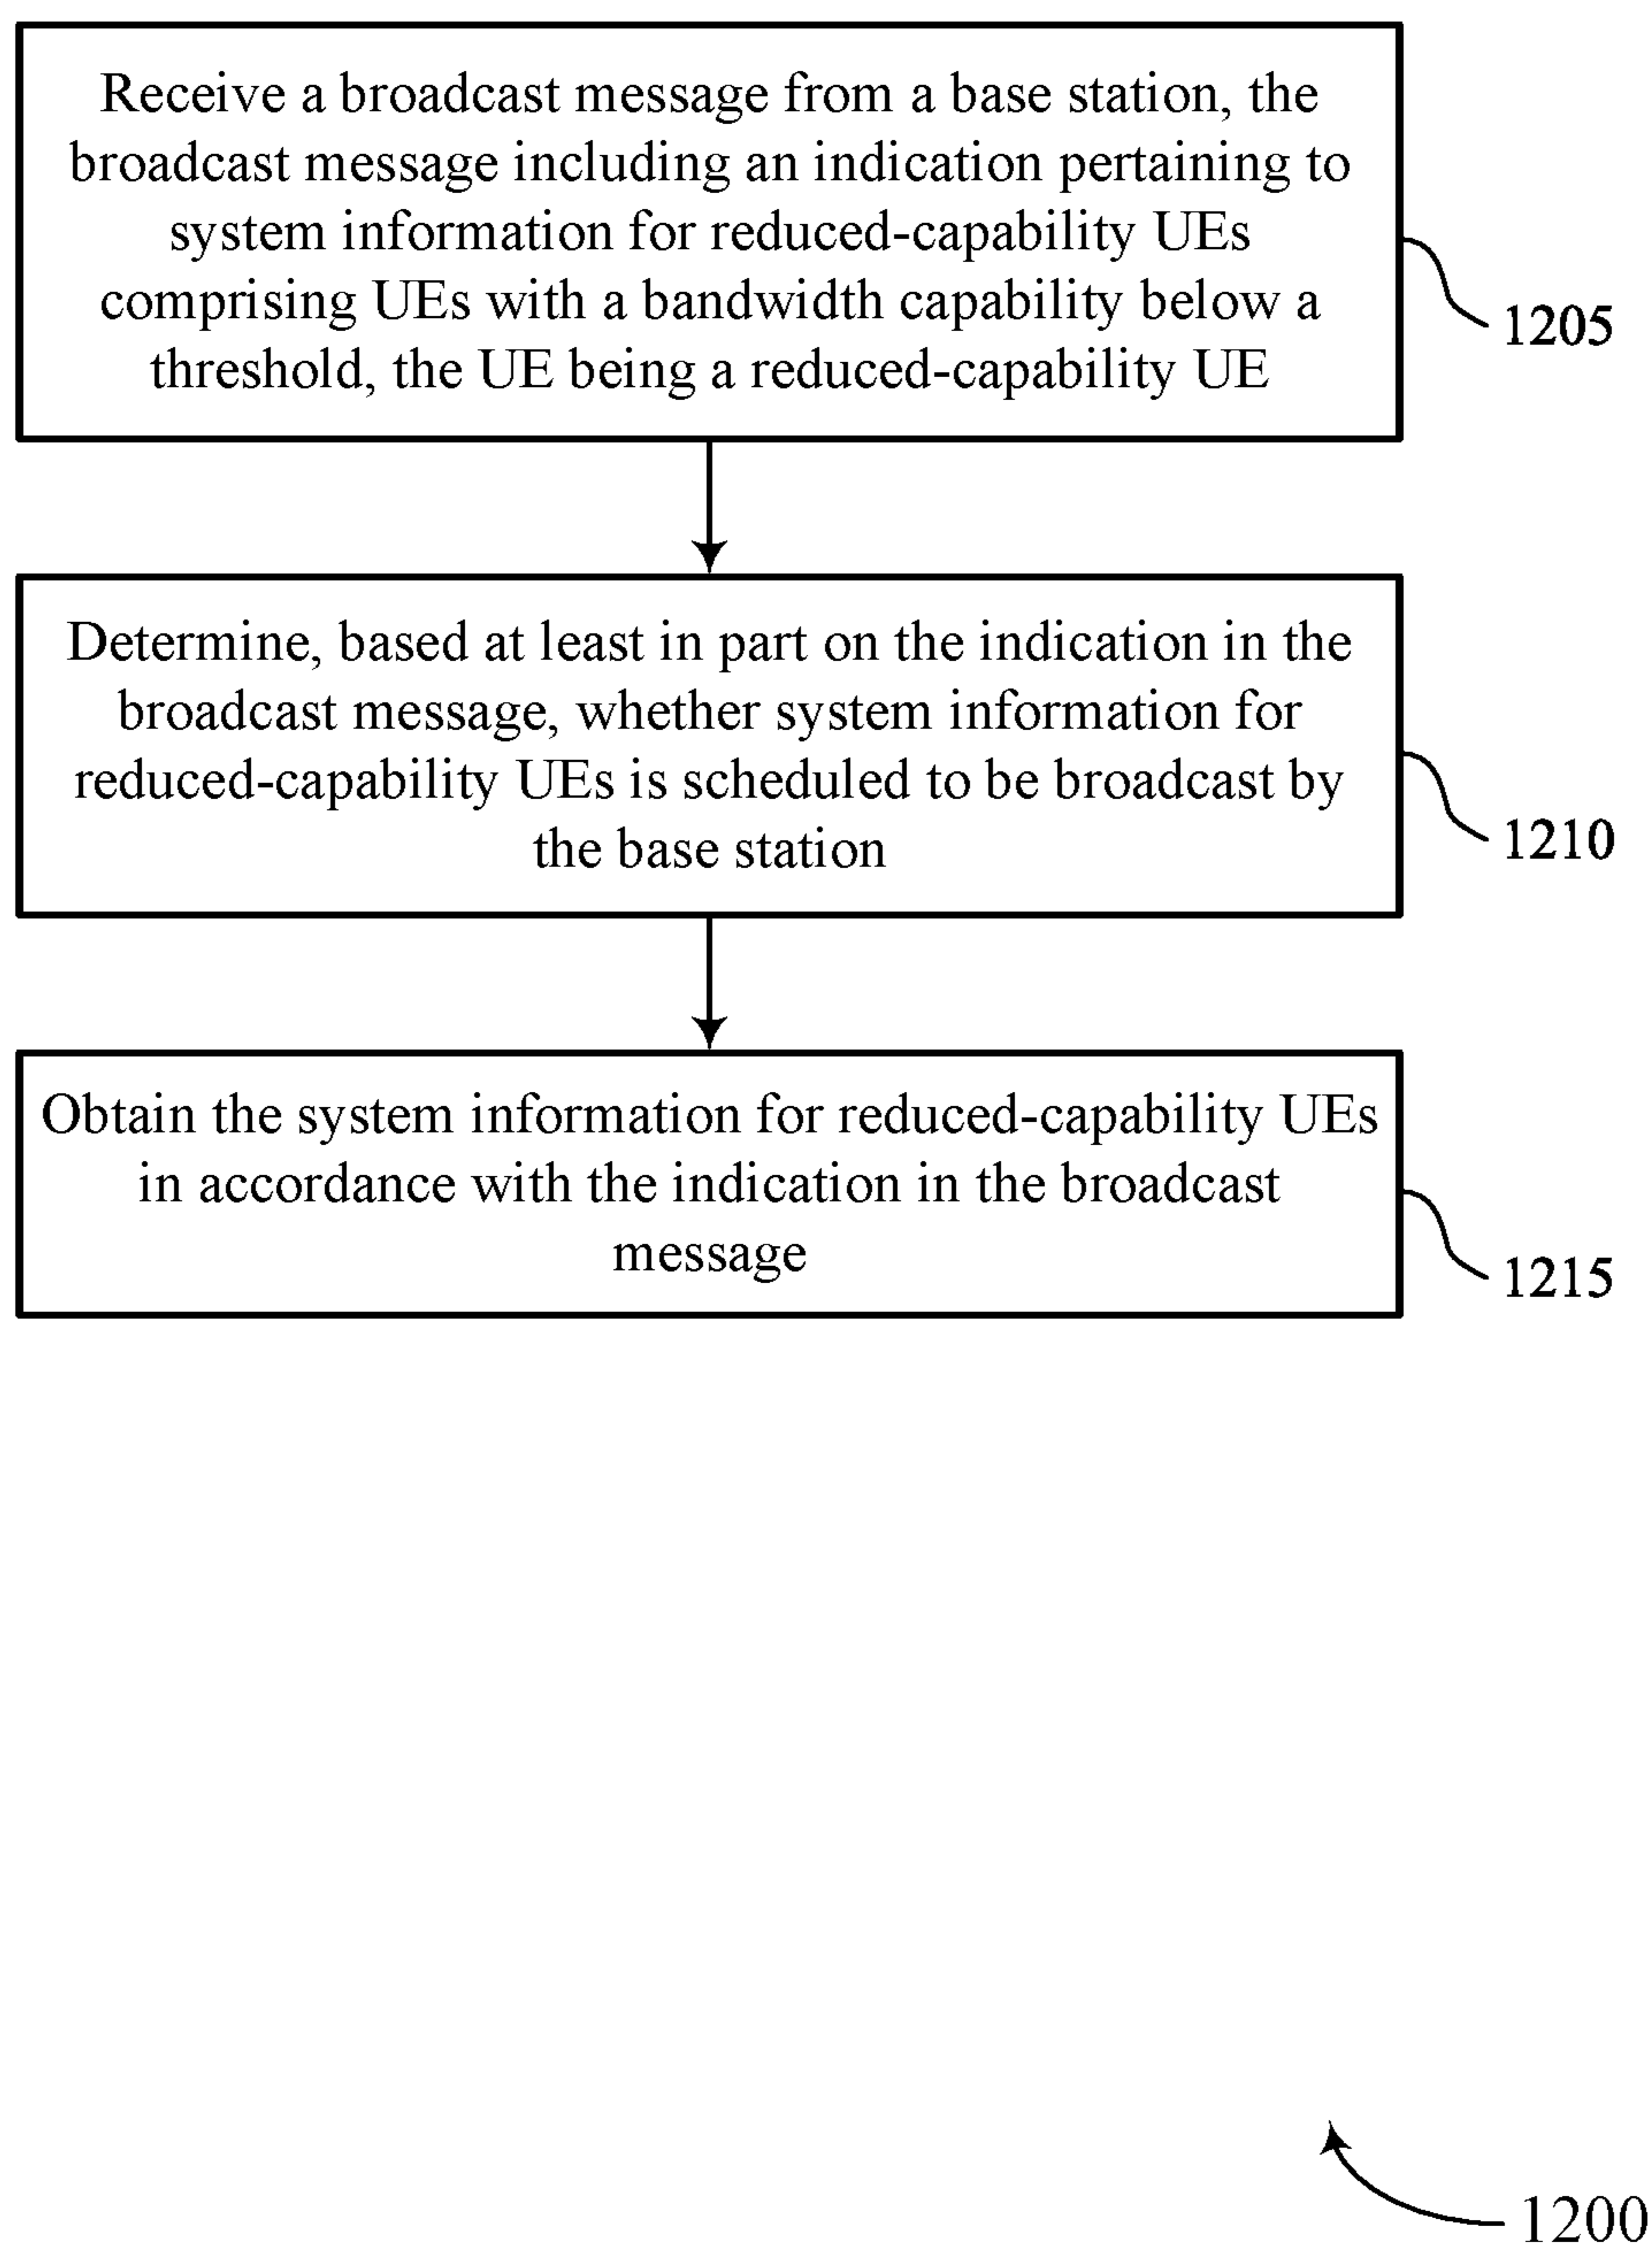 Receive a broadcast message from a base station, the
broadcast message including an indication pertaining to
system information for reduced-capability UEs
comprising UEs with a bandwidth capability below a
threshold, the UE being a reduced-capability UE
1205
Determine, based at least in part on the indication in the
broadcast message, whether system information for
reduced-capability UEs is scheduled to be broadcast by
the base station
1210
Obtain the system information for reduced-capability UEs
in accordance with the indication in the broadcast
message
1215
1200